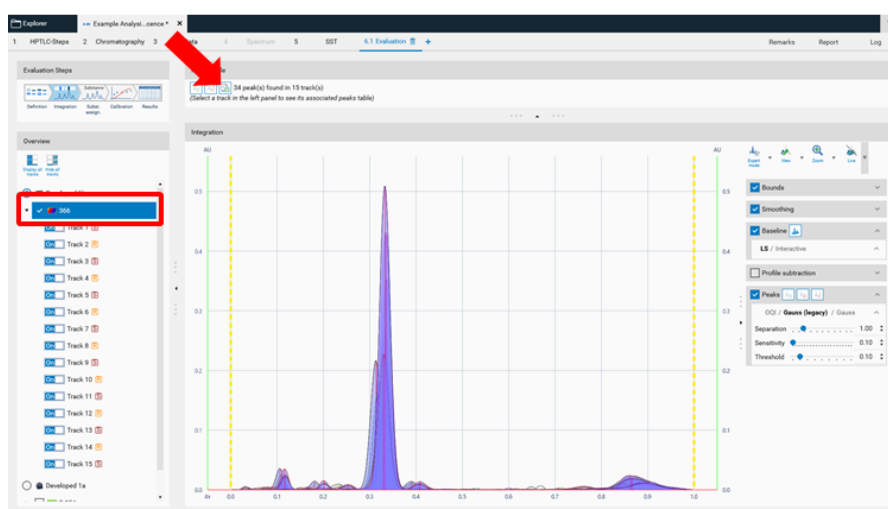 Explorer
Example Analysi...cence *
1 HPTLC-Steps 2 Chromatography 3 4 Spectrum 5 SST 6.1 Evaluation + Remarks Report Log
Evaluation Steps
34 peak(s) found in 15 track(s)
(Select a track in the left panel to see its associated peaks table)
Definition Integration Subst. assign. Calibration Results
Substance
Overview
Display all tracks Hide all tracks
366
On Track 1 S
On Track 2
On Track 3 S
On Track 4
On Track 5 S
On Track 6
On Track 7 S
On Track 8
On Track 9 S
On Track 10
On Track 11 S
On Track 12
On Track 13 S
On Track 14
On Track 15 S
Developed 1a
Integration
AU AU
0.5 0.5
0.4 0.4
0.3 0.3
0.2 0.2
0.1 0.1
0.0 0.0
0.0 0.1 0.2 0.3 0.4 0.5 0.6 0.7 0.8 0.9 1.0
Expert mode View Zoom Live
Bounds
Smoothing
Baseline
LS / Interactive
Profile subtraction
Peaks
OQI / Gauss (legacy) / Gauss
Separation 1.00
Sensitivity 0.10
Threshold 0.10